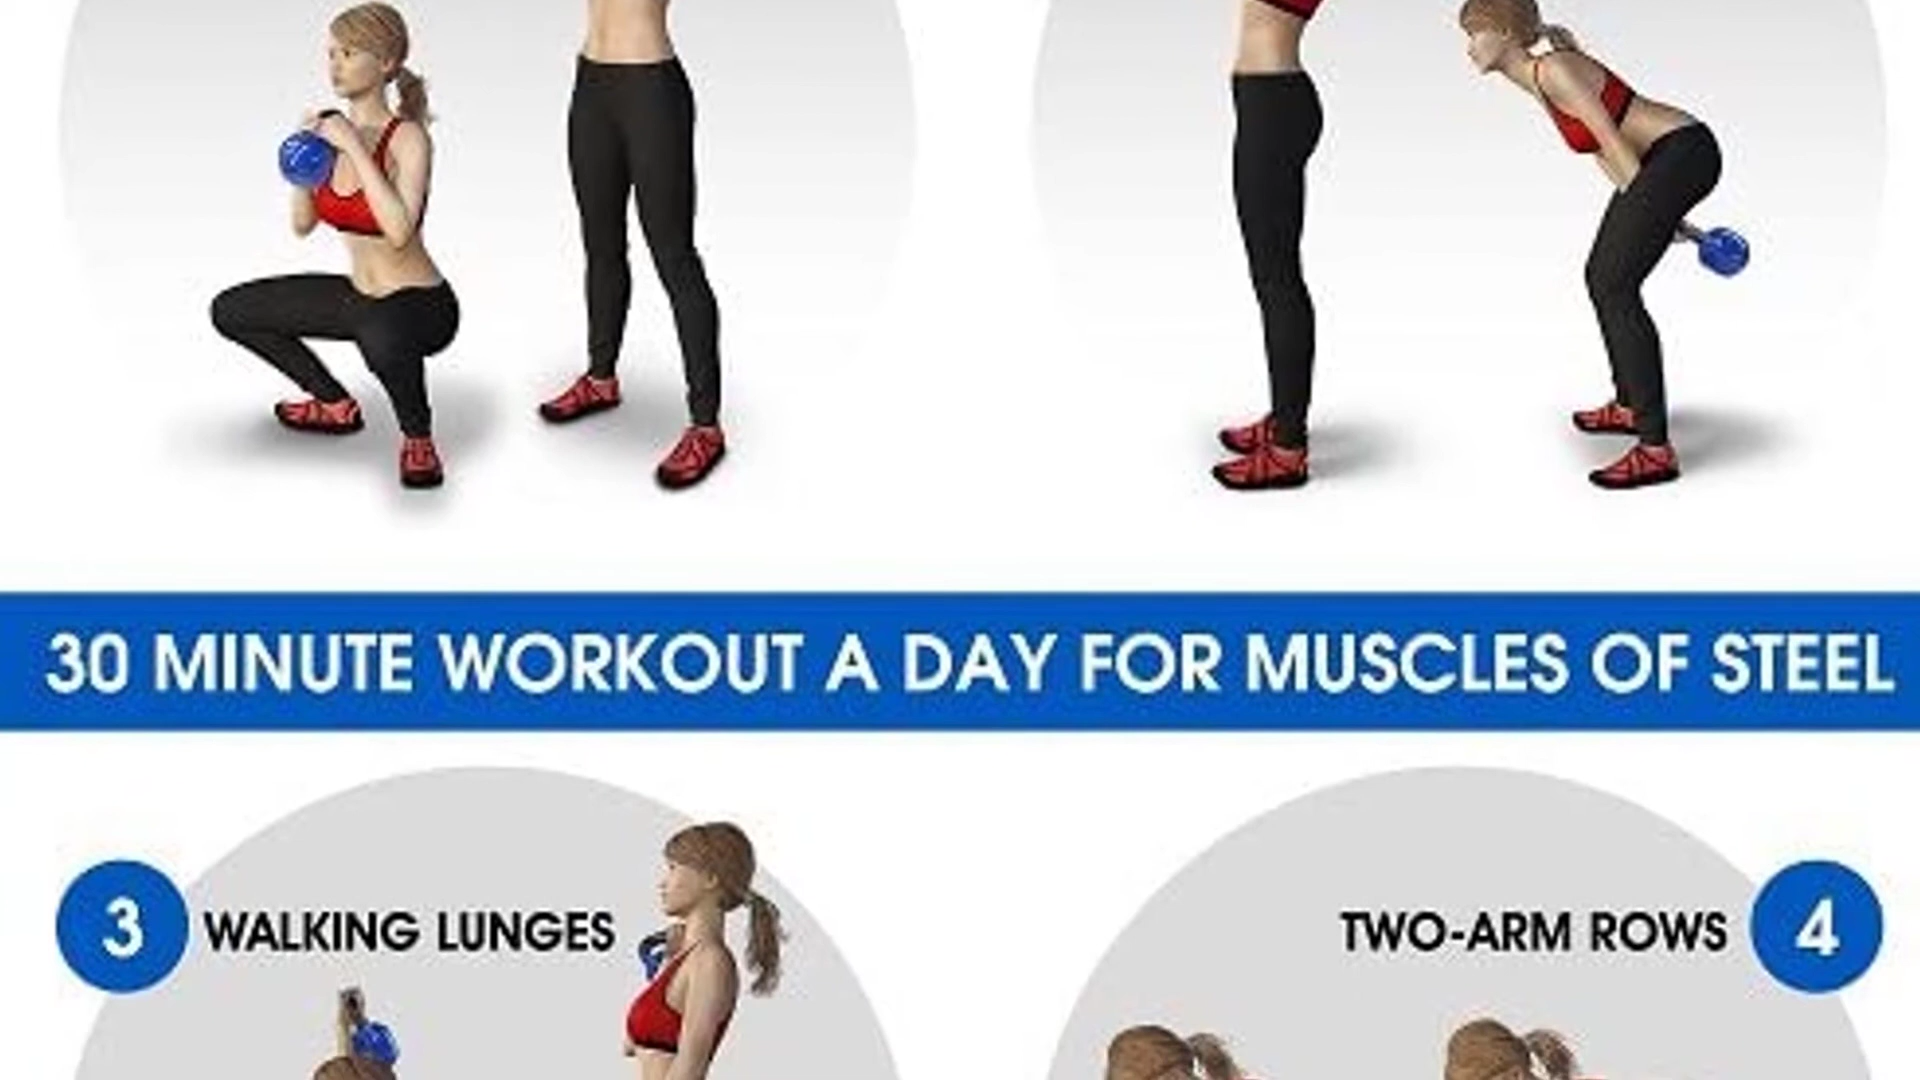 30 MINUTE WORKOUT A DAY FOR MUSCLES OF STEEL
3 WALKING LUNGES
TWO-ARM ROWS 4